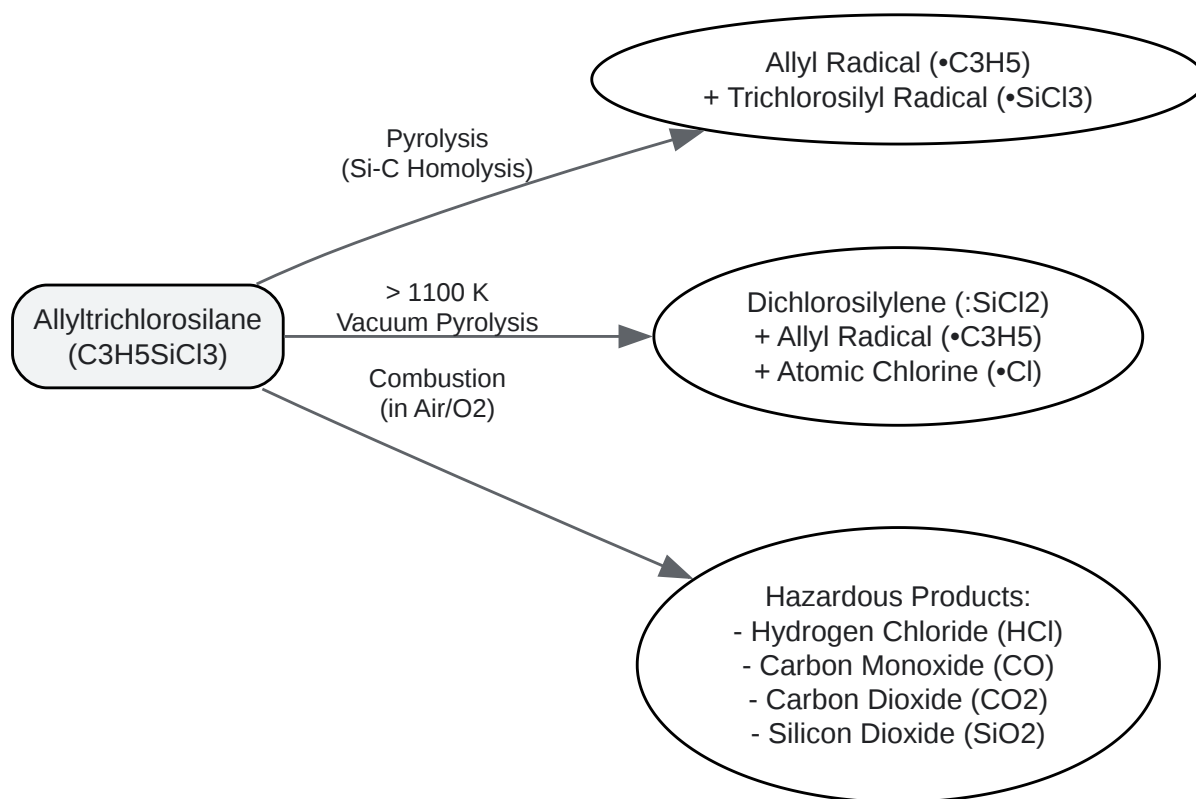 Allyl Radical (•C3H5)
+ Trichlorosilyl Radical (•SiCl3)
Pyrolysis
(Si-C Homolysis)
Allyltrichlorosilane
(C3H5SiCl3)
> 1100 K
Vacuum Pyrolysis
Dichlorosilylene (:SiCl2)
+ Allyl Radical (•C3H5)
+ Atomic Chlorine (•Cl)
Combustion
(in Air/O2)
Hazardous Products:
- Hydrogen Chloride (HCl)
- Carbon Monoxide (CO)
- Carbon Dioxide (CO2)
- Silicon Dioxide (SiO2)